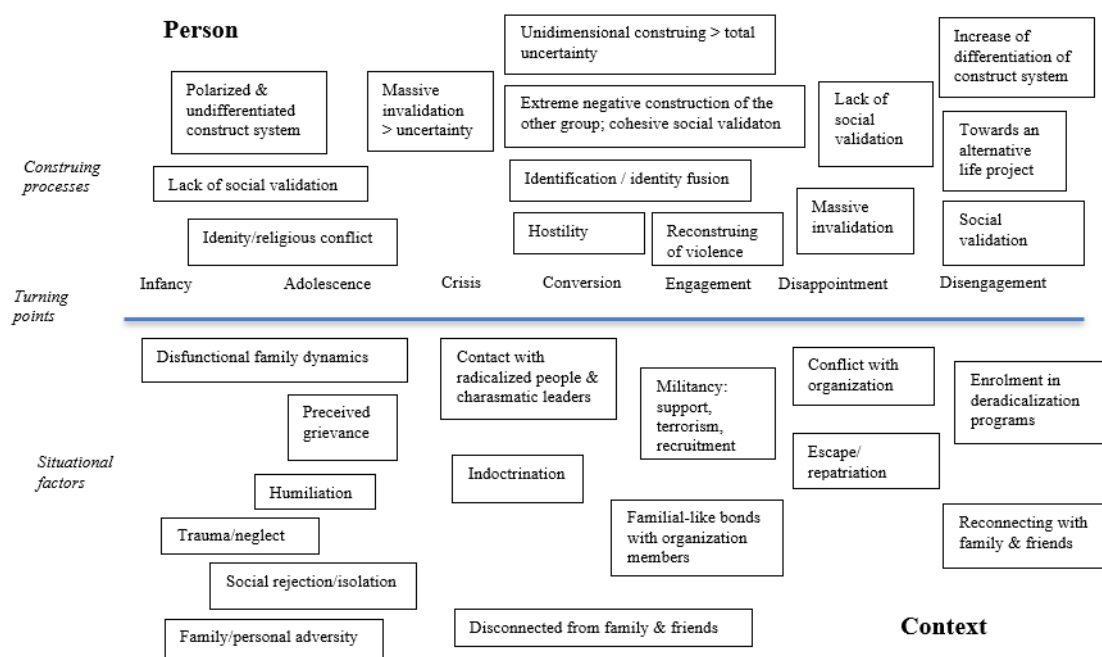 Person
Unidimensional construing > total
uncertainty
Increase of
differentiation of
construct system
Polarized &
undifferentiated
construct system
Massive
invalidation
> uncertainty
Extreme negative construction of the
other group; cohesive social validaton
Lack of
social
validation
Towards an
alternative
life project
Construing
processes
Lack of social validation
Identification / identity fusion
Idenity/religious conflict
Hostility
Reconstruing
of violence
Massive
invalidation
Social
validation
Infancy
Adolescence
Crisis
Conversion
Engagement
Disappointment
Disengagement
Turning
points
Disfunctional family dynamics
Contact with
radicalized people &
charasmatic leaders
Conflict with
organization
Enrolment in
deradicalization
programs
Militancy:
support,
terrorism,
recruitment
Preceived
grievance
Situational
factors
Indoctrination
Escape/
repatriation
Humiliation
Trauma/neglect
Familial-like bonds
with organization
members
Reconnecting with
family & friends
Social rejection/isolation
Family/personal adversity
Disconnected from family & friends
Context